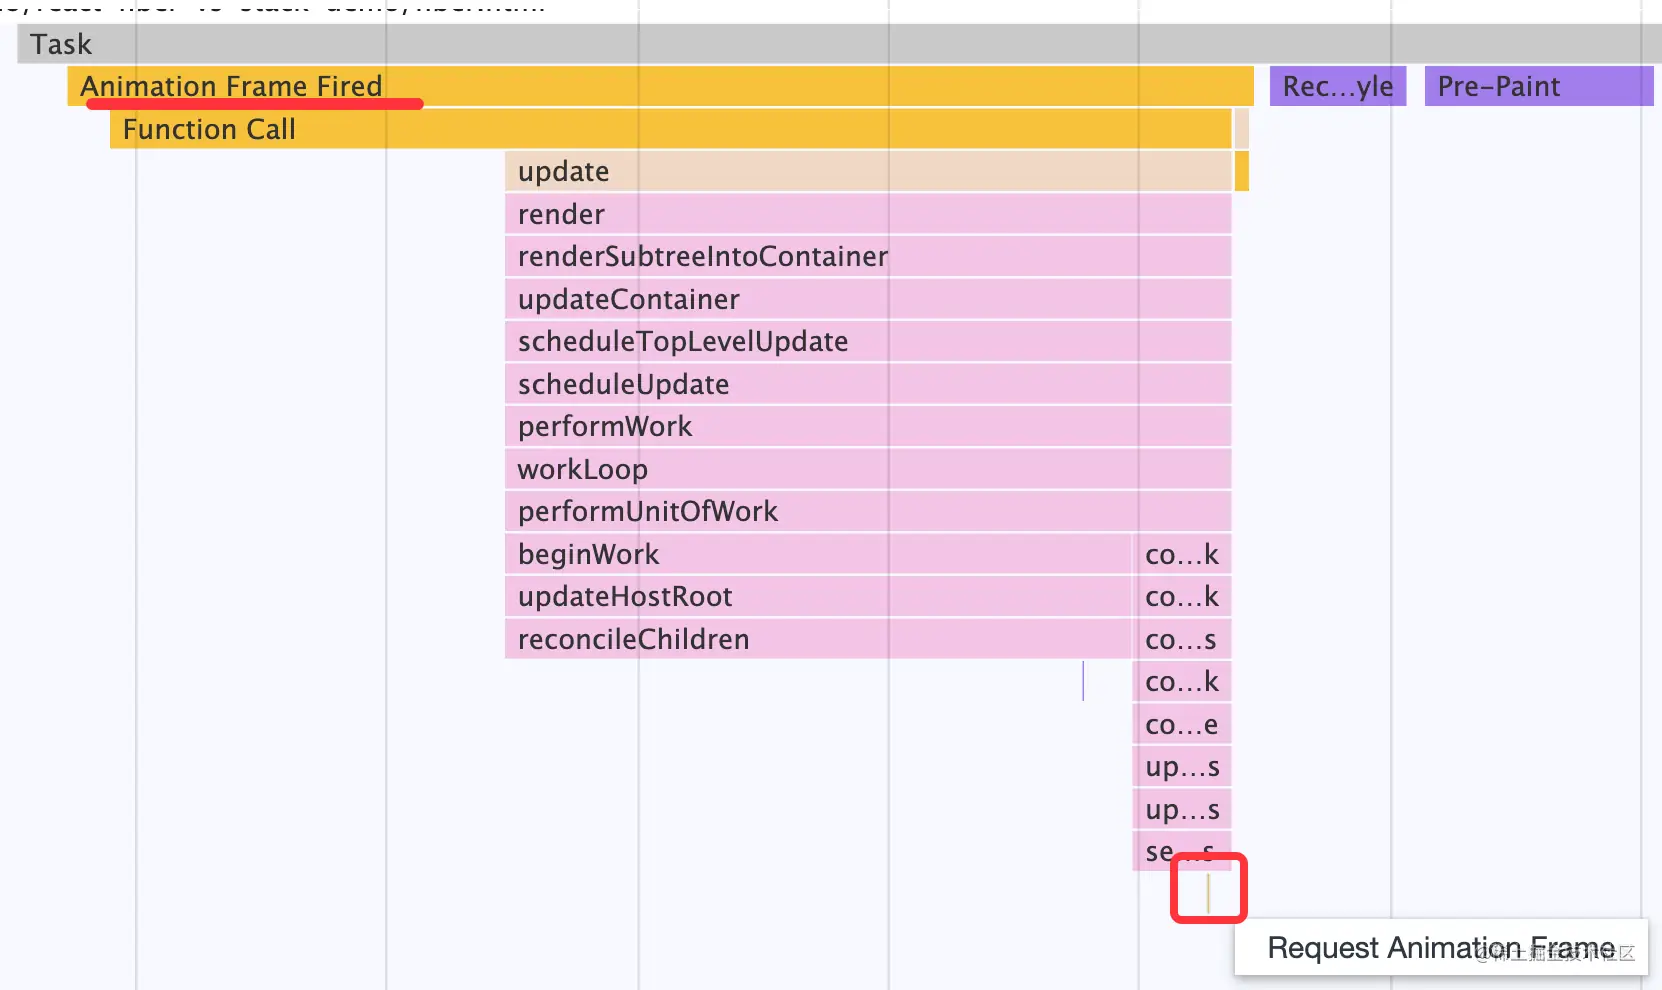 Task
Animation Frame Fired Rec...yle Pre-Paint
Function Call
update
render
renderSubtreeIntoContainer
updateContainer
scheduleTopLevelUpdate
scheduleUpdate
performWork
workLoop
performUnitOfWork
beginWork co...k
updateHostRoot co...k
reconcileChildren co...s
co...k
co...e
up...s
up...s
se...s
Request Animation Frame
@稀土掘金技术社区